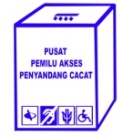 PUSAT
PEMILU AKSES
PENYANDANG CACAT